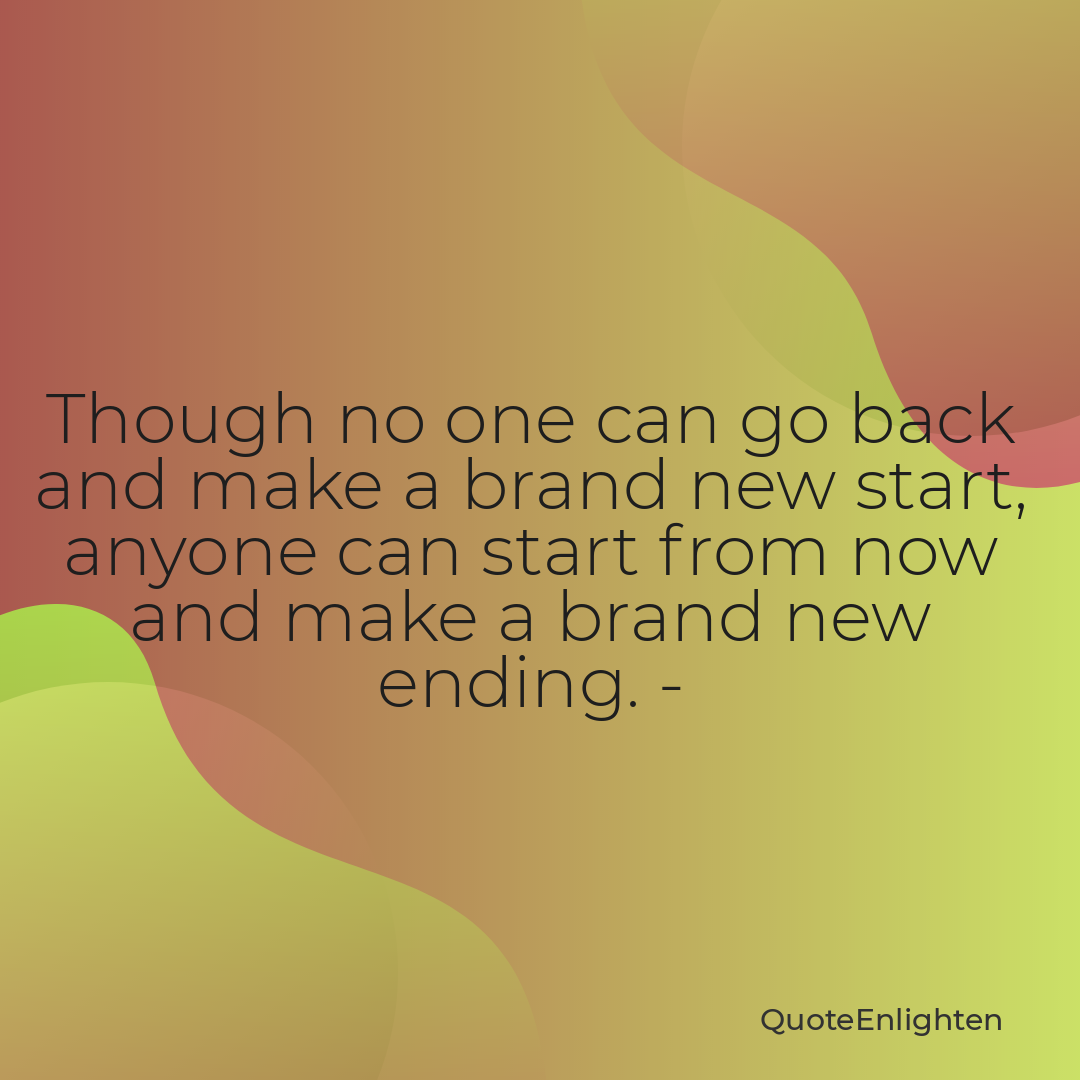 Though no one can go back
and make a brand new start,
anyone can start from now
and make a brand new
ending. -
QuoteEnlighten